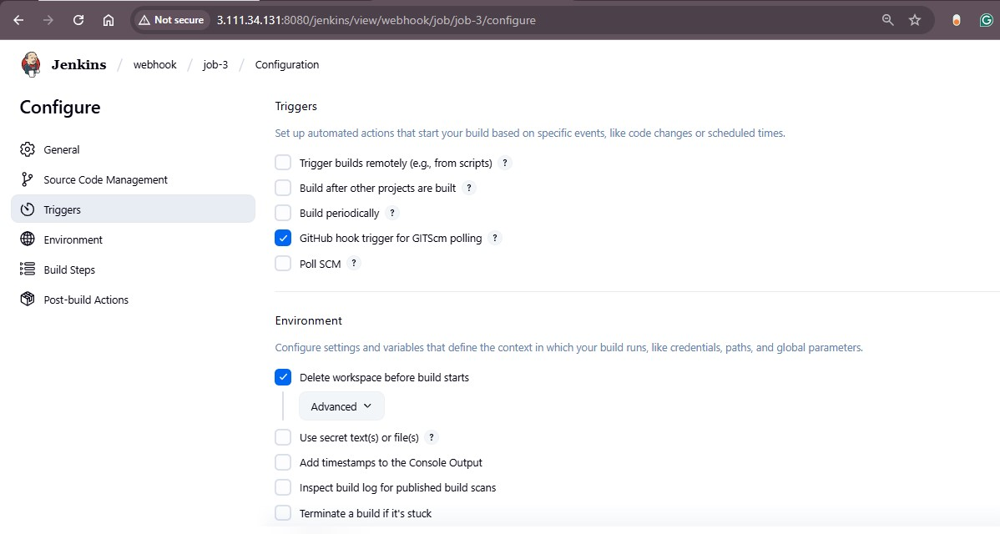 Not secure 3.111.34.131:8080/jenkins/view/webhook/job/job-3/configure
Jenkins / webhook / job-3 / Configuration
Configure
General
Source Code Management
Triggers
Environment
Build Steps
Post-build Actions
Triggers
Set up automated actions that start your build based on specific events, like code changes or scheduled times.
Trigger builds remotely (e.g., from scripts) ?
Build after other projects are built ?
Build periodically ?
GitHub hook trigger for GITScm polling ?
Poll SCM ?
Environment
Configure settings and variables that define the context in which your build runs, like credentials, paths, and global parameters.
Delete workspace before build starts
Advanced
Use secret text(s) or file(s) ?
Add timestamps to the Console Output
Inspect build log for published build scans
Terminate a build if it's stuck